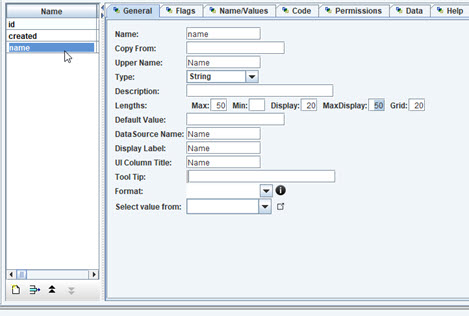 Name
id
created
name
General Flags Name/Values Code Permissions Data Help
Name: name
Copy From:
Upper Name: Name
Type: String
Description:
Lengths: Max: 50 Min: Display: 20 MaxDisplay: 50 Grid: 20
Default Value:
DataSource Name: Name
Display Label: Name
UI Column Title: Name
Tool Tip:
Format:
Select value from: